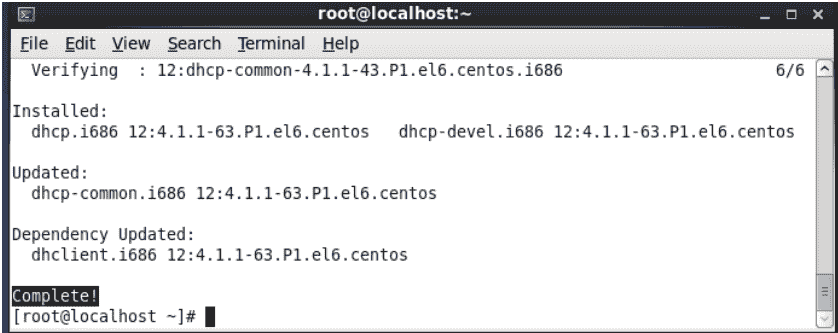 root@localhost:~
File Edit View Search Terminal Help
Verifying : 12:dhcp-common-4.1.1-43.P1.el6.centos.i686 6/6
Installed:
dhcp.i686 12:4.1.1-63.P1.el6.centos dhcp-devel.i686 12:4.1.1-63.P1.el6.centos
Updated:
dhcp-common.i686 12:4.1.1-63.P1.el6.centos
Dependency Updated:
dhclient.i686 12:4.1.1-63.P1.el6.centos
Complete!
[root@localhost ~]#